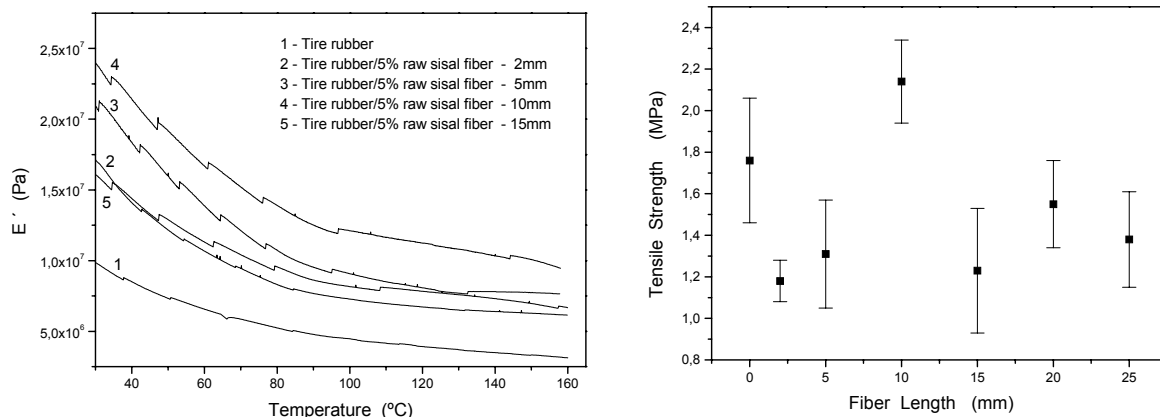 2,5x10⁷
2,0x10⁷
1,5x10⁷
1,0x10⁷
5,0x10⁶
E´ (Pa)
1 - Tire rubber
2 - Tire rubber/5% raw sisal fiber - 2mm
3 - Tire rubber/5% raw sisal fiber - 5mm
4 - Tire rubber/5% raw sisal fiber - 10mm
5 - Tire rubber/5% raw sisal fiber - 15mm
4
3
2
5
1
40 60 80 100 120 140 160
Temperature (ºC)
2,6
2,4
2,2
2,0
1,8
1,6
1,4
1,2
1,0
0,8
Tensile Strength (MPa)
0 5 10 15 20 25
Fiber Length (mm)